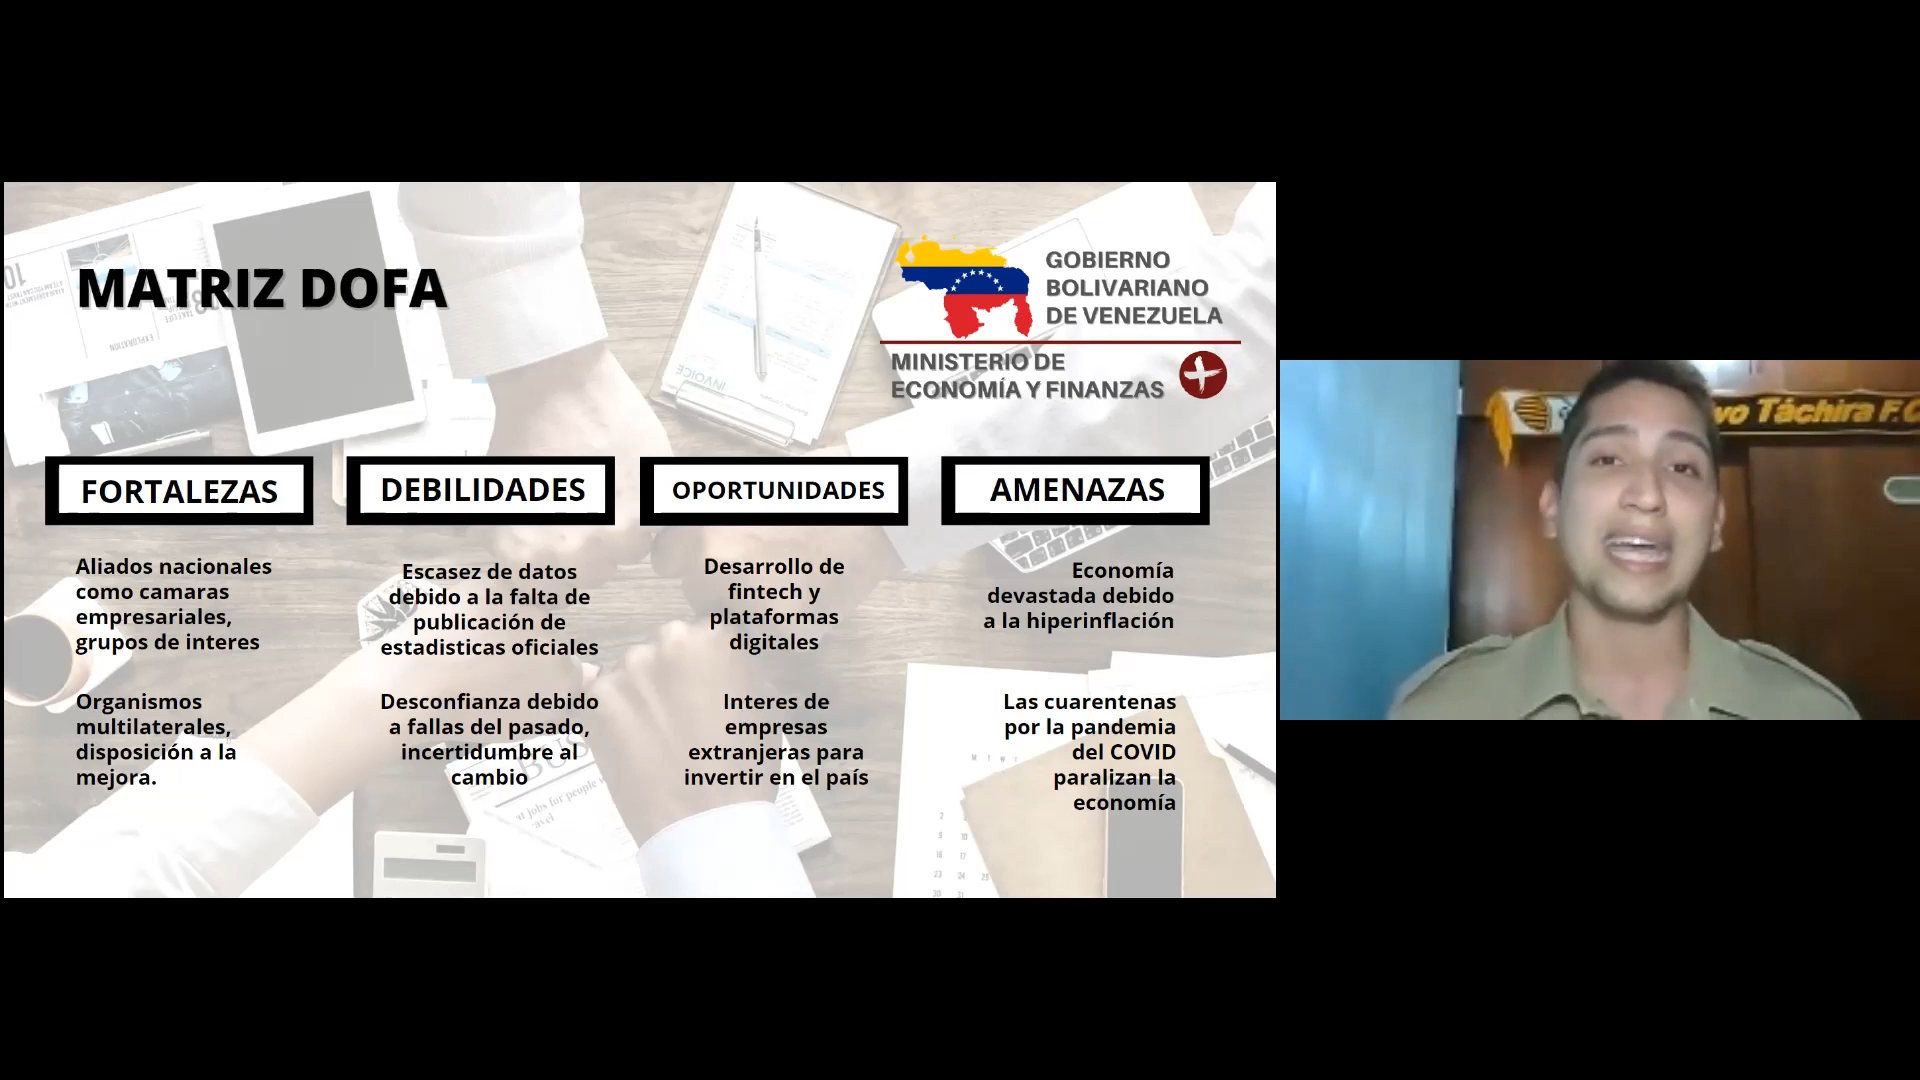 MATRIZ DOFA
GOBIERNO
BOLIVARIANO
DE VENEZUELA
MINISTERIO DE
ECONOMÍA Y FINANZAS
FORTALEZAS
Aliados nacionales
como camaras
empresariales,
grupos de interes
Organismos
multilaterales,
disposición a la
mejora.
DEBILIDADES
Escasez de datos
debido a la falta de
publicación de
estadisticas oficiales
Desconfianza debido
a fallas del pasado,
incertidumbre al
cambio
OPORTUNIDADES
Desarrollo de
fintech y
plataformas
digitales
Interes de
empresas
extranjeras para
invertir en el país
AMENAZAS
Economía
devastada debido
a la hiperinflación
Las cuarentenas
por la pandemia
del COVID
paralizan la
economía
vo Táchira F.C
INVOICE
EXPLORATION